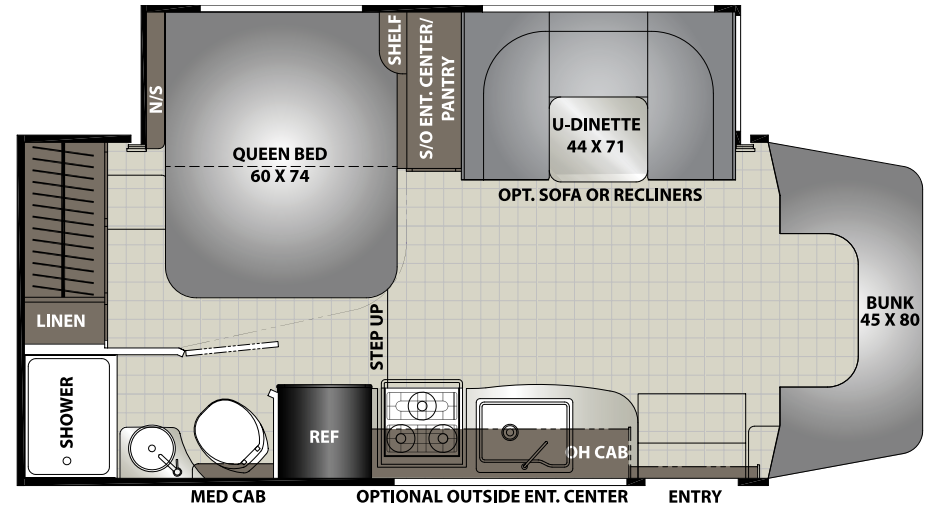 N/S
QUEEN BED
60 X 74
SHELF
S/O ENT. CENTER/
PANTRY
U-DINETTE
44 X 71
OPT. SOFA OR RECLINERS
BUNK
45 X 80
LINEN
STEP UP
SHOWER
REF
OH CAB
MED CAB
OPTIONAL OUTSIDE ENT. CENTER
ENTRY